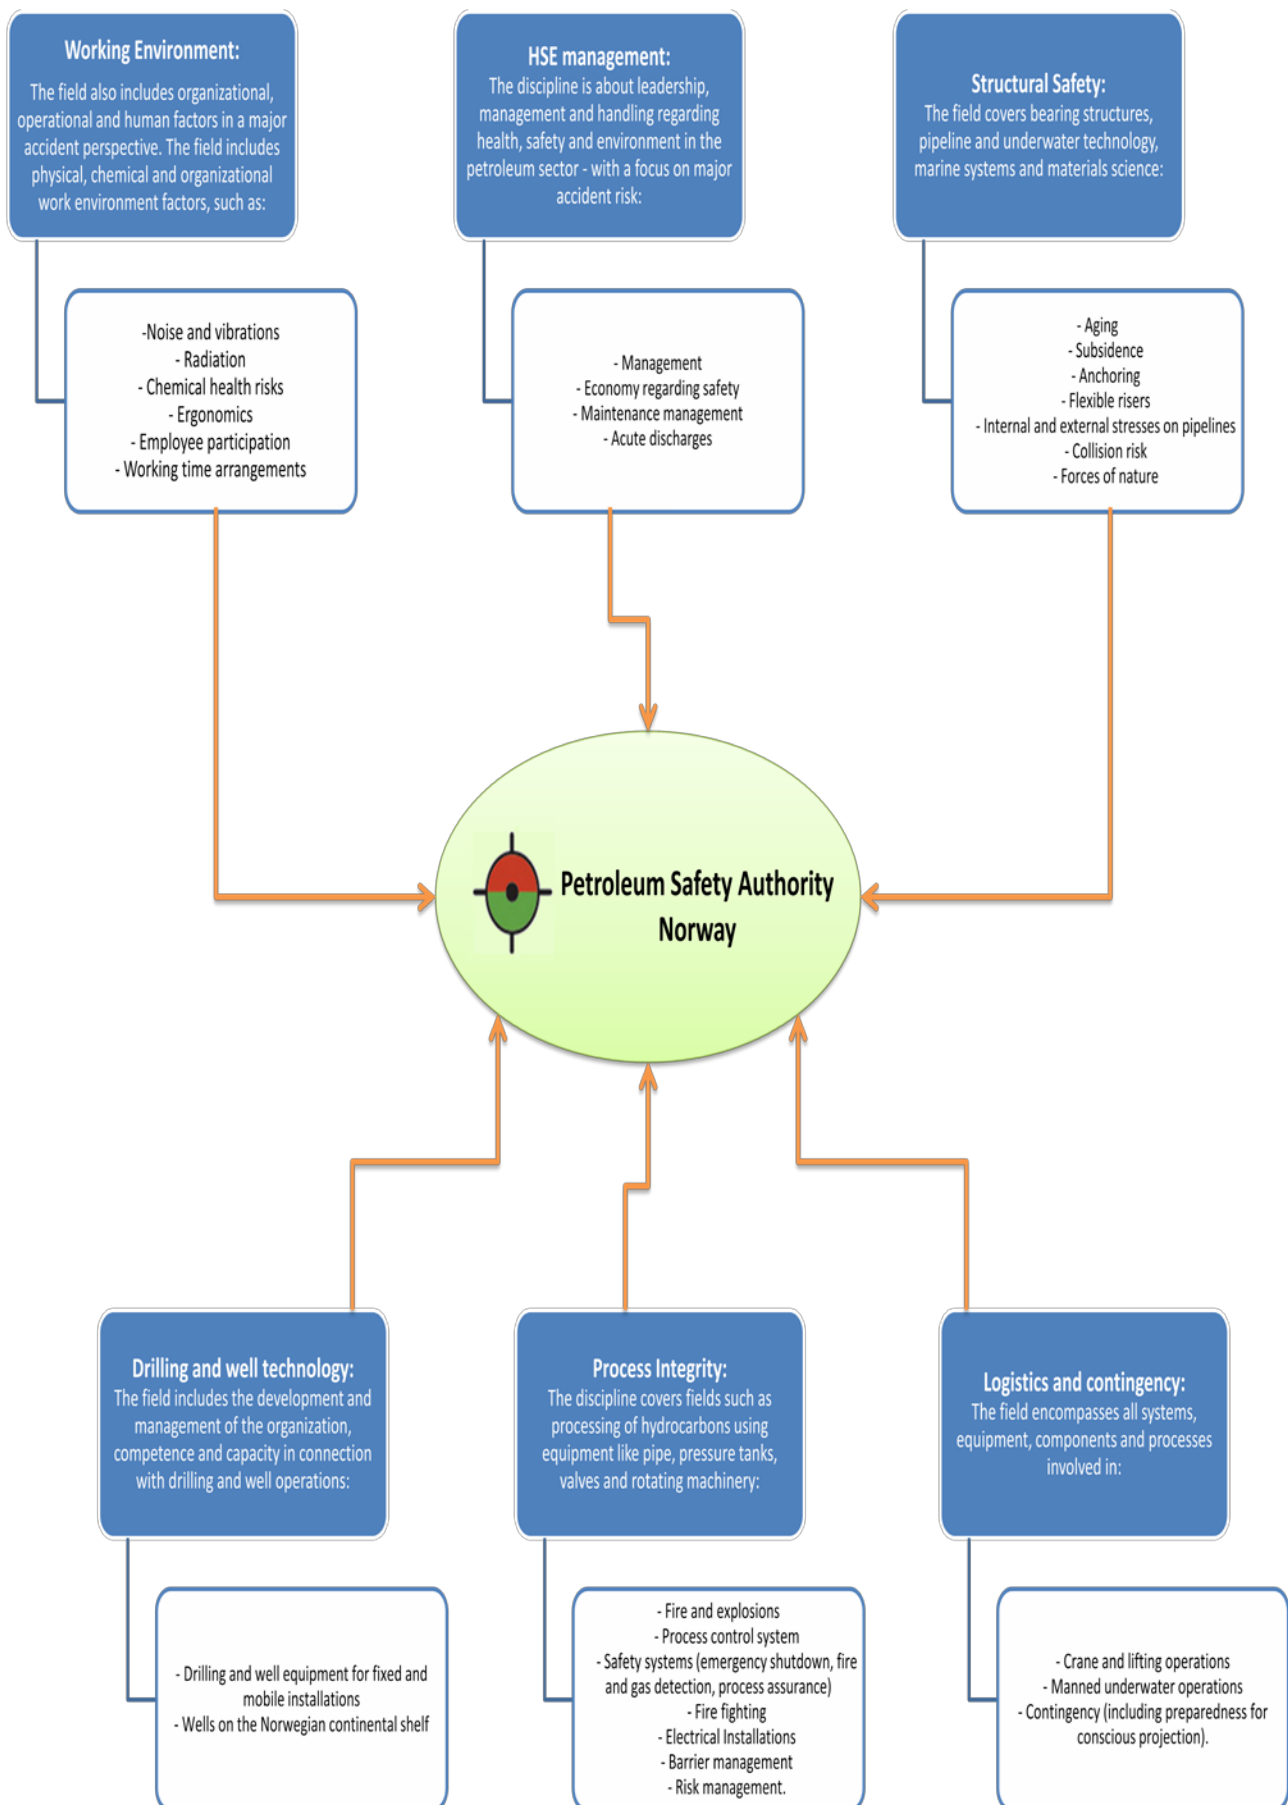 Working Environment:
The field also includes organizational,
operational and human factors in a major
accident perspective. The field includes
physical, chemical and organizational
work environment factors, such as:
-Noise and vibrations
- Radiation
- Chemical health risks
- Ergonomics
- Employee participation
- Working time arrangements
HSE management:
The discipline is about leadership,
management and handling regarding
health, safety and environment in the
petroleum sector - with a focus on major
accident risk:
- Management
- Economy regarding safety
- Maintenance management
- Acute discharges
Structural Safety:
The field covers bearing structures,
pipeline and underwater technology,
marine systems and materials science:
- Aging
- Subsidence
- Anchoring
- Flexible risers
- Internal and external stresses on pipelines
- Collision risk
- Forces of nature
Petroleum Safety Authority
Norway
Drilling and well technology:
The field includes the development and
management of the organization,
competence and capacity in connection
with drilling and well operations:
- Drilling and well equipment for fixed and
mobile installations
- Wells on the Norwegian continental shelf
Process Integrity:
The discipline covers fields such as
processing of hydrocarbons using
equipment like pipe, pressure tanks,
valves and rotating machinery:
- Fire and explosions
- Process control system
- Safety systems (emergency shutdown, fire
and gas detection, process assurance)
- Fire fighting
- Electrical Installations
- Barrier management
- Risk management.
Logistics and contingency:
The field encompasses all systems,
equipment, components and processes
involved in:
- Crane and lifting operations
- Manned underwater operations
- Contingency (including preparedness for
conscious projection).